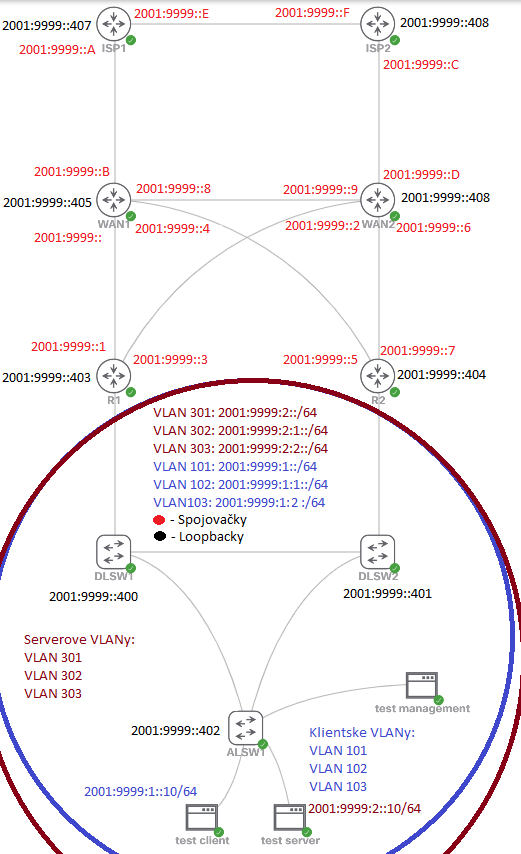 2001:9999::E
2001:9999::F
2001:9999::407
2001:9999::408
ISP1
ISP2
2001:9999::A
2001:9999::C
2001:9999::B
2001:9999::D
2001:9999::8
2001:9999::9
2001:9999::405
2001:9999::408
WAN1
WAN2
2001:9999::4
2001:9999::2
2001:9999::6
2001:9999::
2001:9999::1
2001:9999::7
2001:9999::3
2001:9999::5
2001:9999::403
2001:9999::404
R1
R2
VLAN 301: 2001:9999:2::/64
VLAN 302: 2001:9999:2:1::/64
VLAN 303: 2001:9999:2:2::/64
VLAN 101: 2001:9999:1::/64
VLAN 102: 2001:9999:1:1::/64
VLAN103: 2001:9999:1:2 :/64
- Spojovačky
- Loopbacky
DLSW1
DLSW2
2001:9999::400
2001:9999::401
Serverove VLANy:
VLAN 301
VLAN 302
VLAN 303
test management
2001:9999::402
ALSW1
Klientske VLANy:
VLAN 101
VLAN 102
VLAN 103
2001:9999:1::10/64
2001:9999:2::10/64
test client
test server